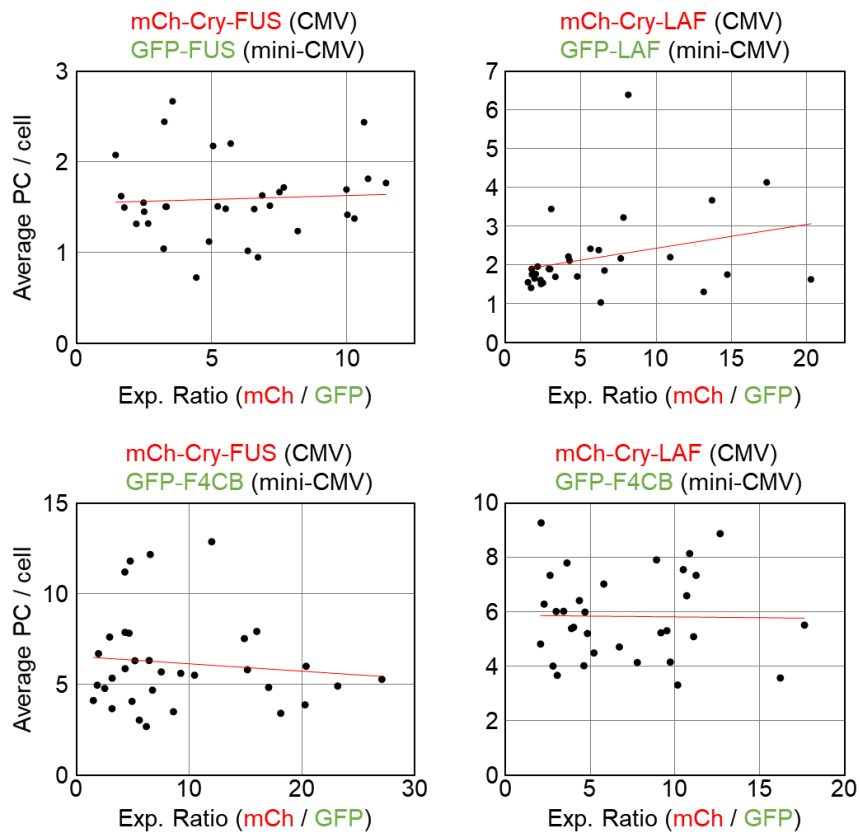 mCh-Cry-FUS (CMV)
GFP-FUS (mini-CMV)
Average PC / cell
3
2
1
0
5
10
Exp. Ratio (mCh / GFP)
mCh-Cry-LAF (CMV)
GFP-LAF (mini-CMV)
7
6
5
4
3
2
1
0
0
5
10
15
20
Exp. Ratio (mCh / GFP)
mCh-Cry-FUS (CMV)
GFP-F4CB (mini-CMV)
Average PC / cell
15
10
5
0
0
10
20
30
Exp. Ratio (mCh / GFP)
mCh-Cry-LAF (CMV)
GFP-F4CB (mini-CMV)
10
8
6
4
2
0
0
5
10
15
20
Exp. Ratio (mCh / GFP)